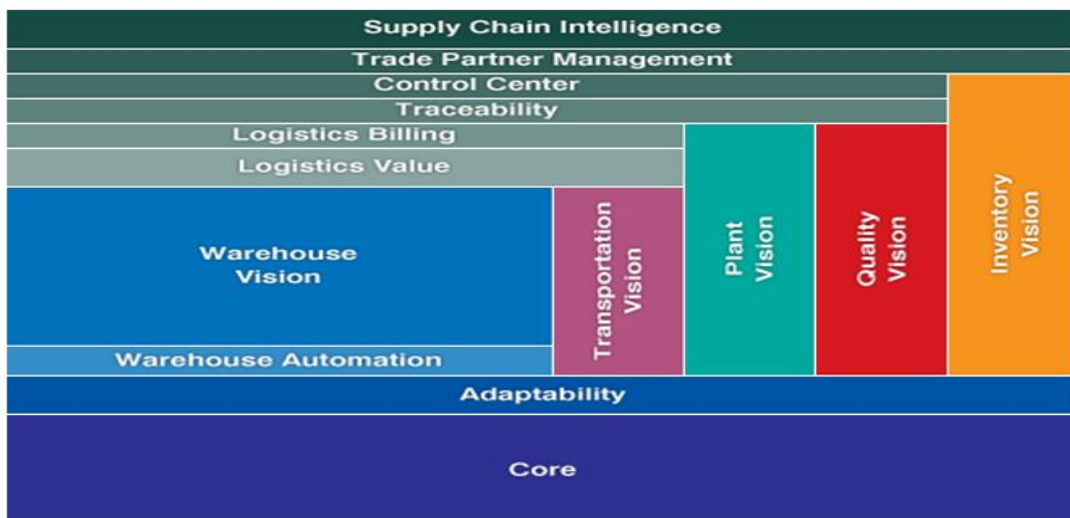 Supply Chain Intelligence
Trade Partner Management
Control Center
Traceability
Logistics Billing
Logistics Value
Warehouse
Vision
Warehouse Automation
Transportation
Vision
Plant
Vision
Quality
Vision
Inventory
Vision
Adaptability
Core